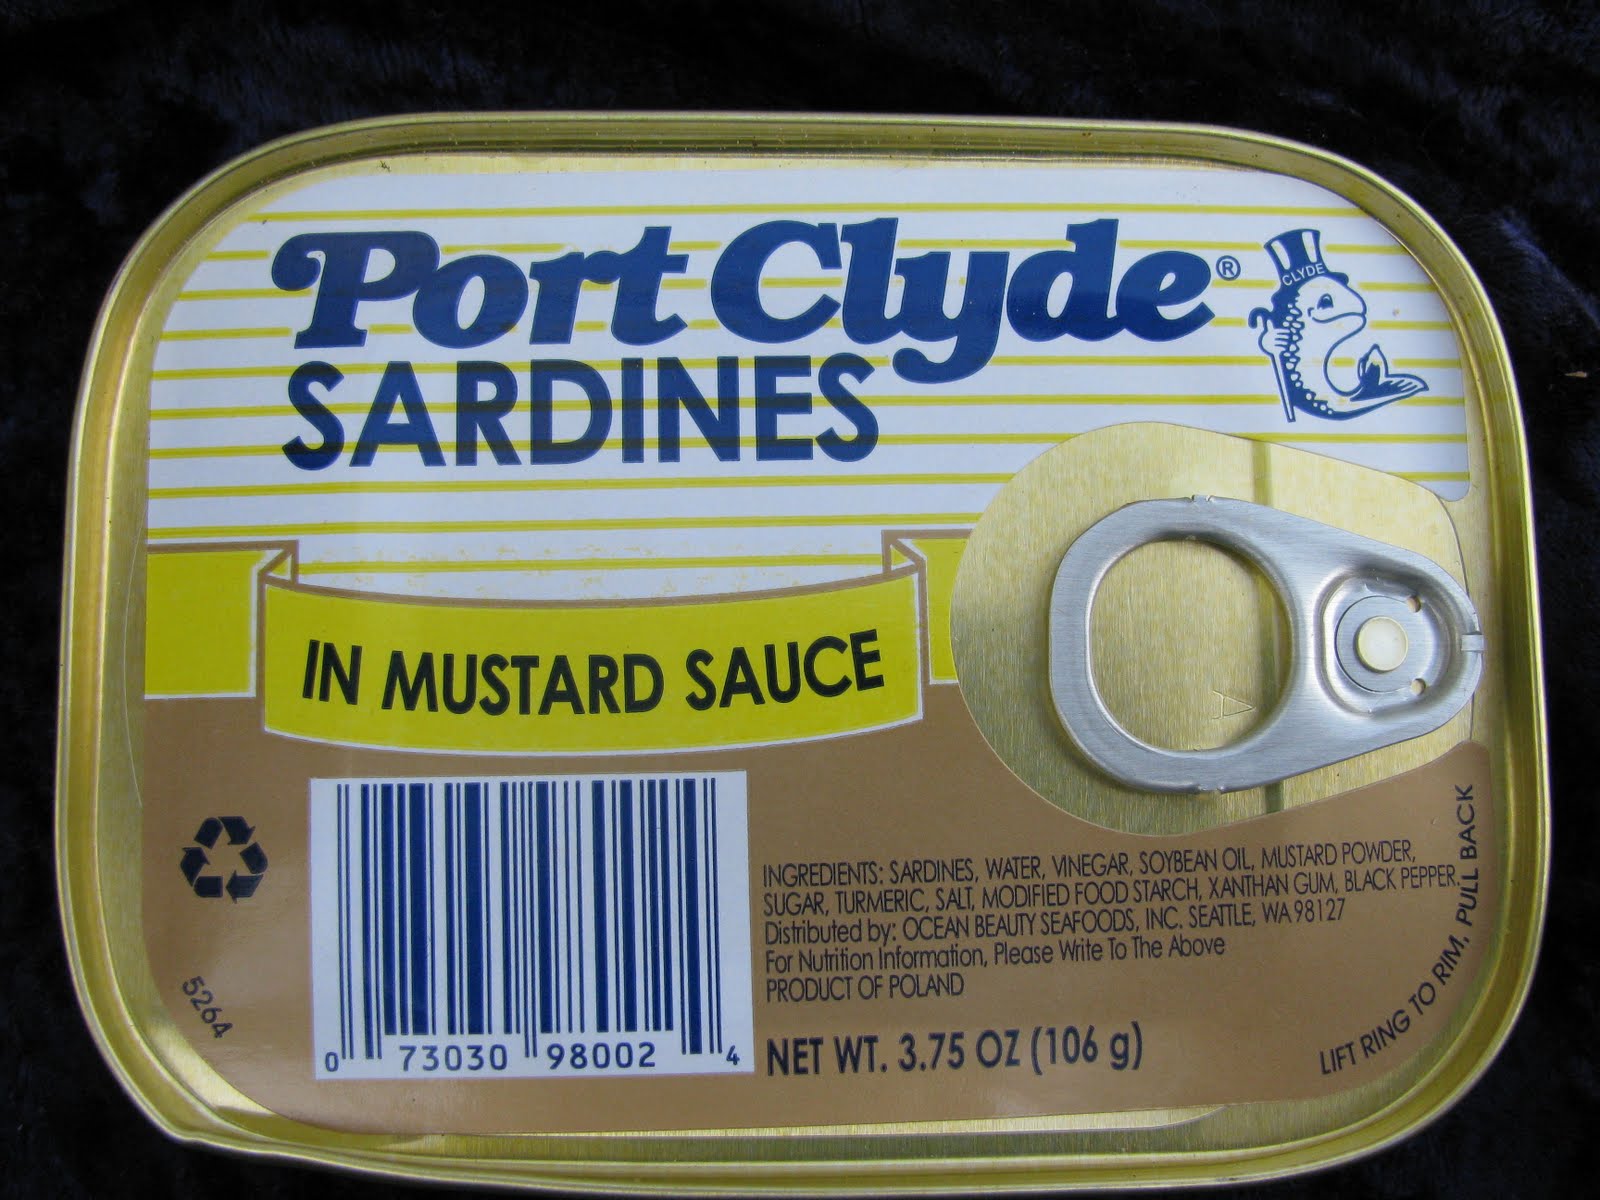 Port Clyde®
CLYDE
SARDINES
IN MUSTARD SAUCE
INGREDIENTS: SARDINES, WATER, VINEGAR, SOYBEAN OIL, MUSTARD POWDER,
SUGAR, TURMERIC, SALT, MODIFIED FOOD STARCH, XANTHAN GUM, BLACK PEPPER.
Distributed by: OCEAN BEAUTY SEAFOODS, INC. SEATTLE, WA 98127
For Nutrition Information, Please Write To The Above
PRODUCT OF POLAND
NET WT. 3.75 OZ (106 g)
LIFT RING TO RIM, PULL BACK
5264
0 73030 98002 4
A